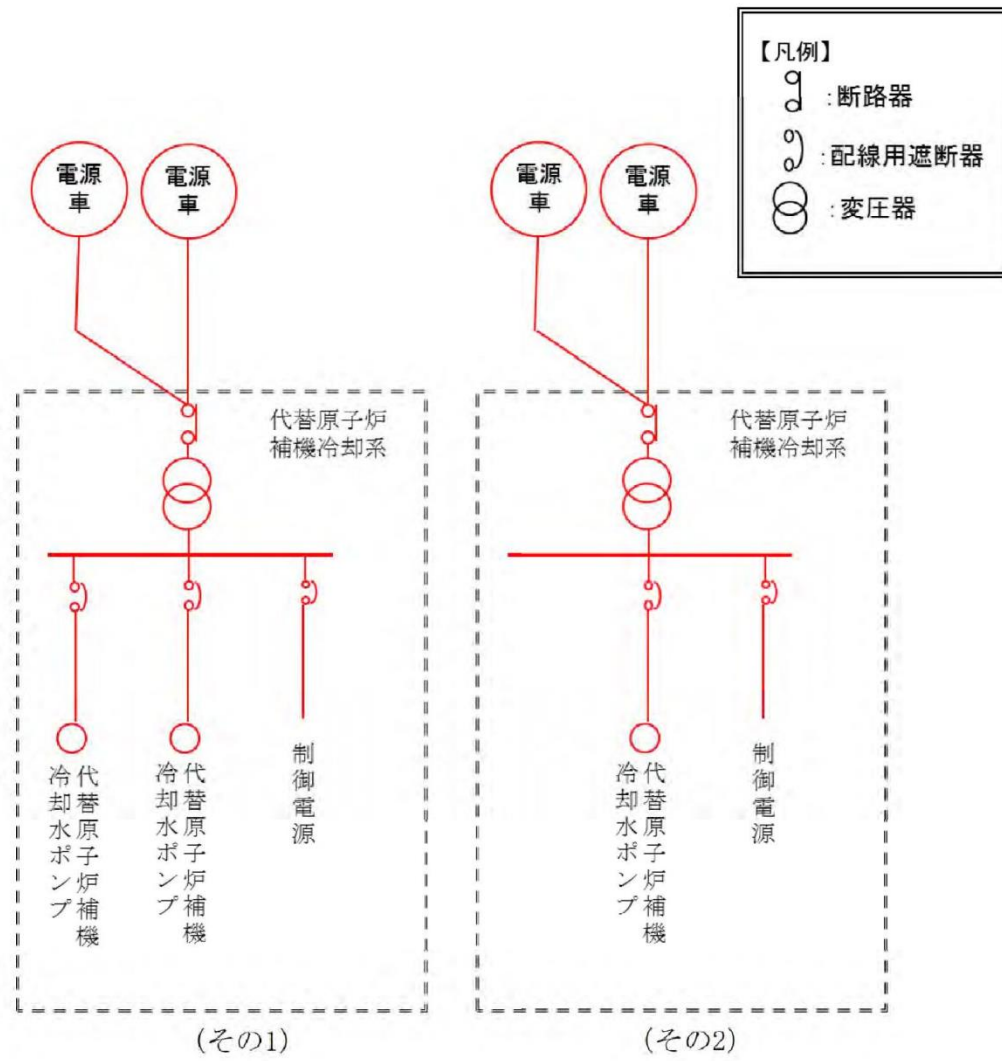 【凡例】
:断路器
:配線用遮断器
:変圧器
電源
車
電源
車
電源
車
電源
車
代替原子炉
補機冷却系
代替原子炉
補機冷却系
代替原子炉補機
冷却水ポンプ
代替原子炉補機
冷却水ポンプ
制御電源
代替原子炉補機
冷却水ポンプ
制御電源
(その1)
(その2)